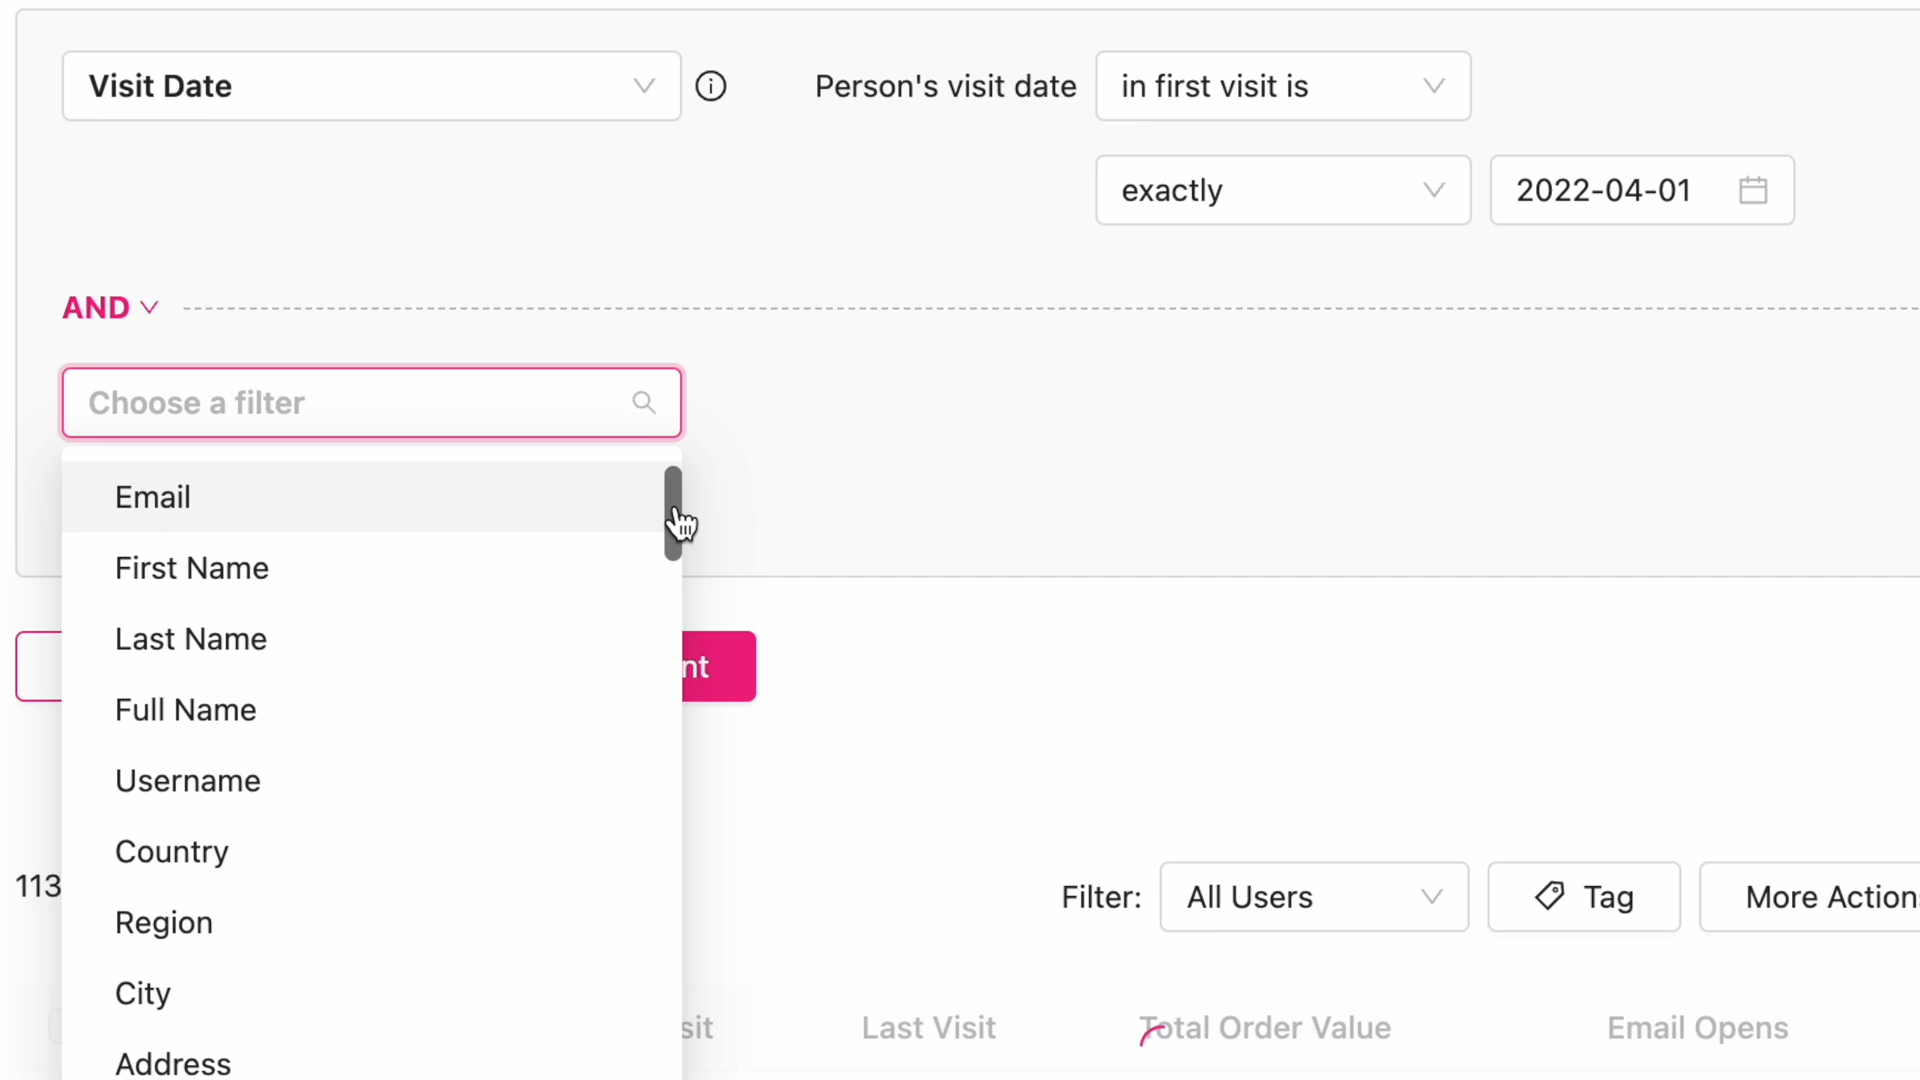 Visit Date
Person's visit date
in first visit is
exactly
2022-04-01
AND
Choose a filter
Email
First Name
Last Name
Full Name
nt
Username
Country
113
Filter:
All Users
Tag
More Action
Region
City
sit
Last Visit
Total Order Value
Email Opens
Address